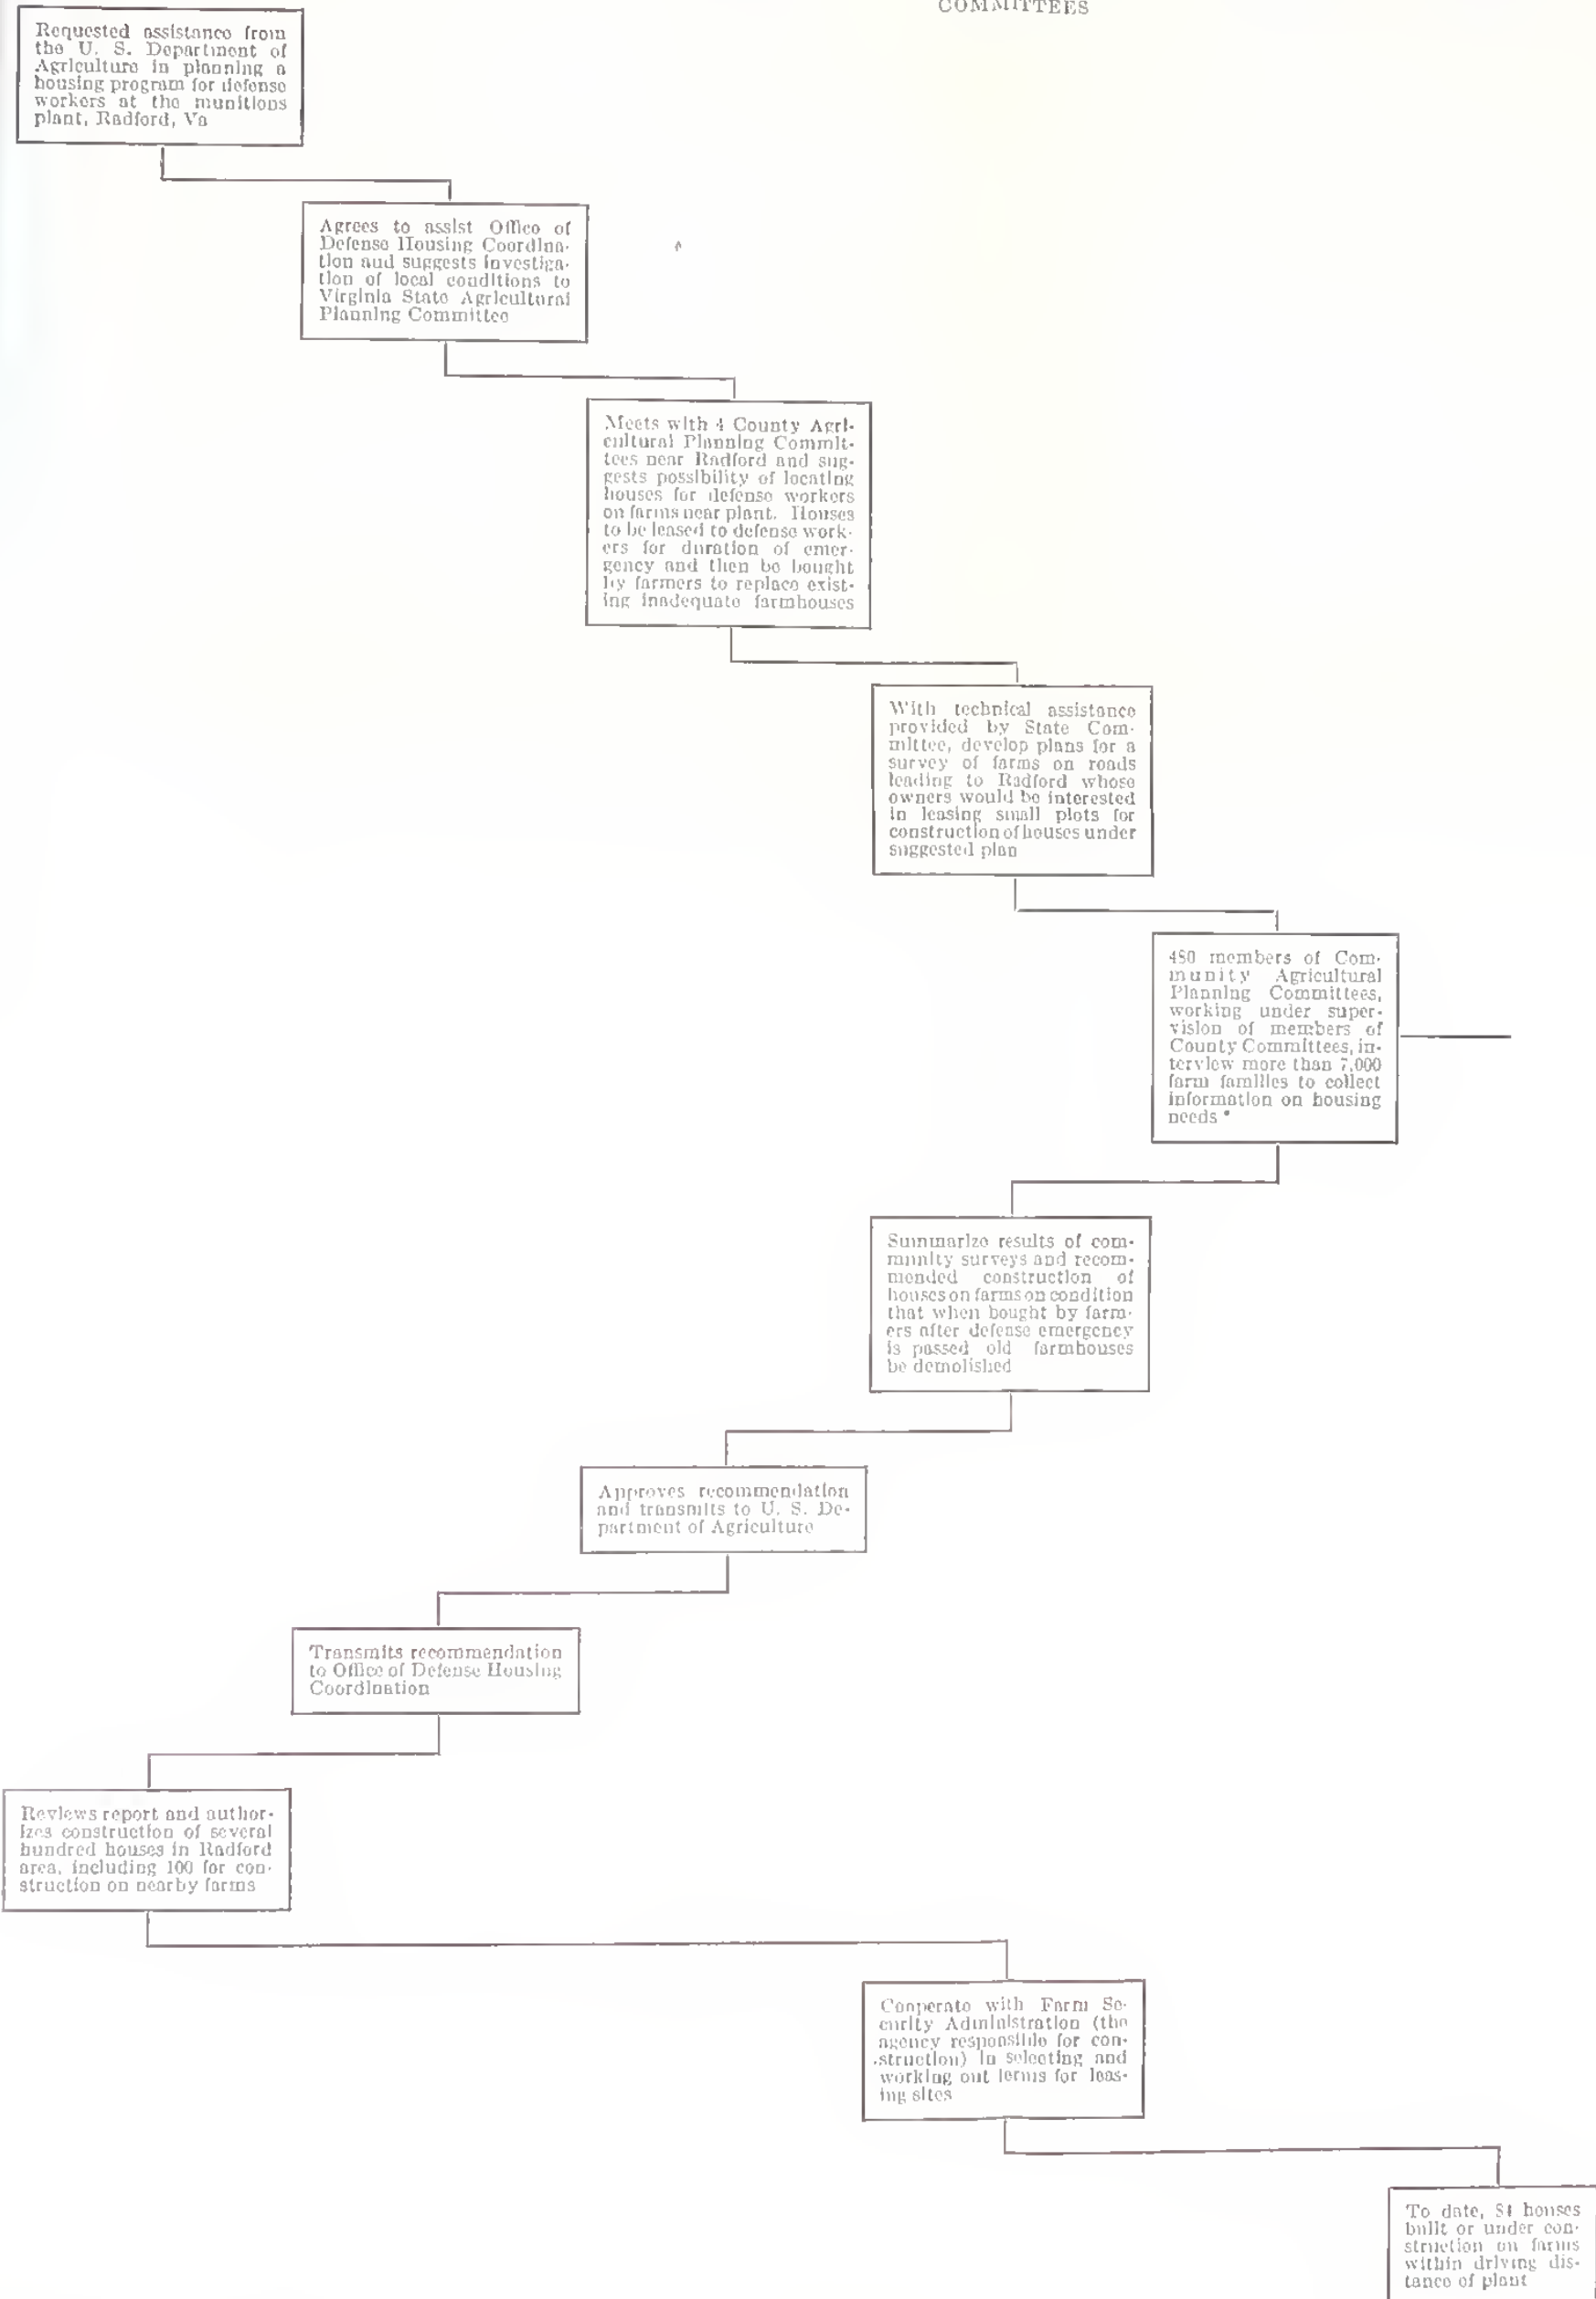 COMMITTEES
Requested assistance from
the U. S. Department of
Agriculture in planning a
housing program for defense
workers at the munitions
plant, Radford, Va
Agrees to assist Office of
Defense Housing Coordina-
tion and suggests investiga-
tion of local conditions to
Virginia State Agricultural
Planning Committee
Meets with 4 County Agri-
cultural Planning Commit-
tees near Radford and sug-
gests possibility of locating
houses for defense workers
on farms near plant. Houses
to be leased to defense work-
ers for duration of emer-
gency and then be bought
by farmers to replace exist-
ing inadequate farmhouses
With technical assistance
provided by State Com-
mittee, develop plans for a
survey of farms on roads
leading to Radford whose
owners would be interested
in leasing small plots for
construction of houses under
suggested plan
480 members of Com-
munity Agricultural
Planning Committees,
working under super-
vision of members of
County Committees, in-
terview more than 7,000
farm families to collect
information on housing
needs *
Summarize results of com-
munity surveys and recom-
mended construction of
houses on farms on condition
that when bought by farm-
ers after defense emergency
is passed old farmhouses
be demolished
Approves recommendation
and transmits to U. S. De-
partment of Agriculture
Transmits recommendation
to Office of Defense Housing
Coordination
Reviews report and author-
izes construction of several
hundred houses in Radford
area, including 100 for con-
struction on nearby farms
Cooperate with Farm Se-
curity Administration (the
agency responsible for con-
struction) in selecting and
working out terms for leas-
ing sites
To date, 84 houses
built or under con-
struction on farms
within driving dis-
tance of plant